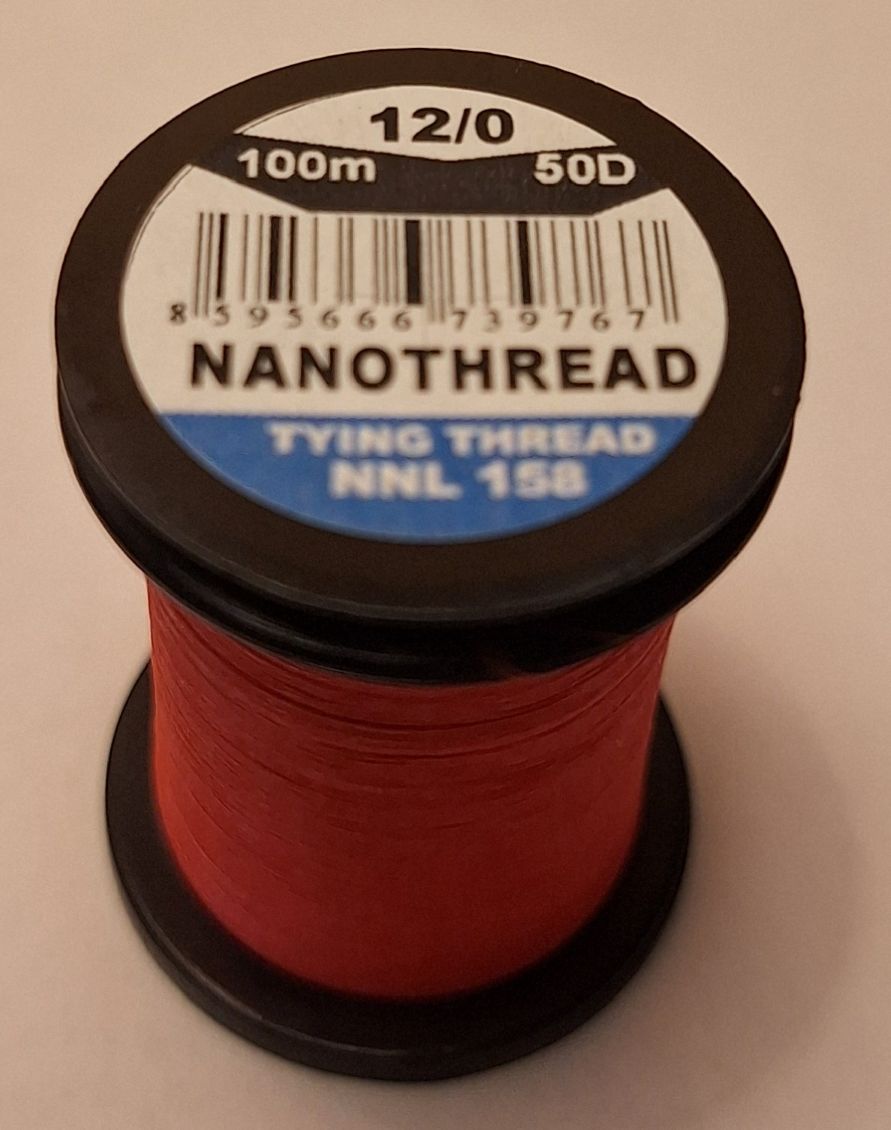 12/0
100m 50D
8 595666 739767
NANOTHREAD
TYING THREAD
NNL 158